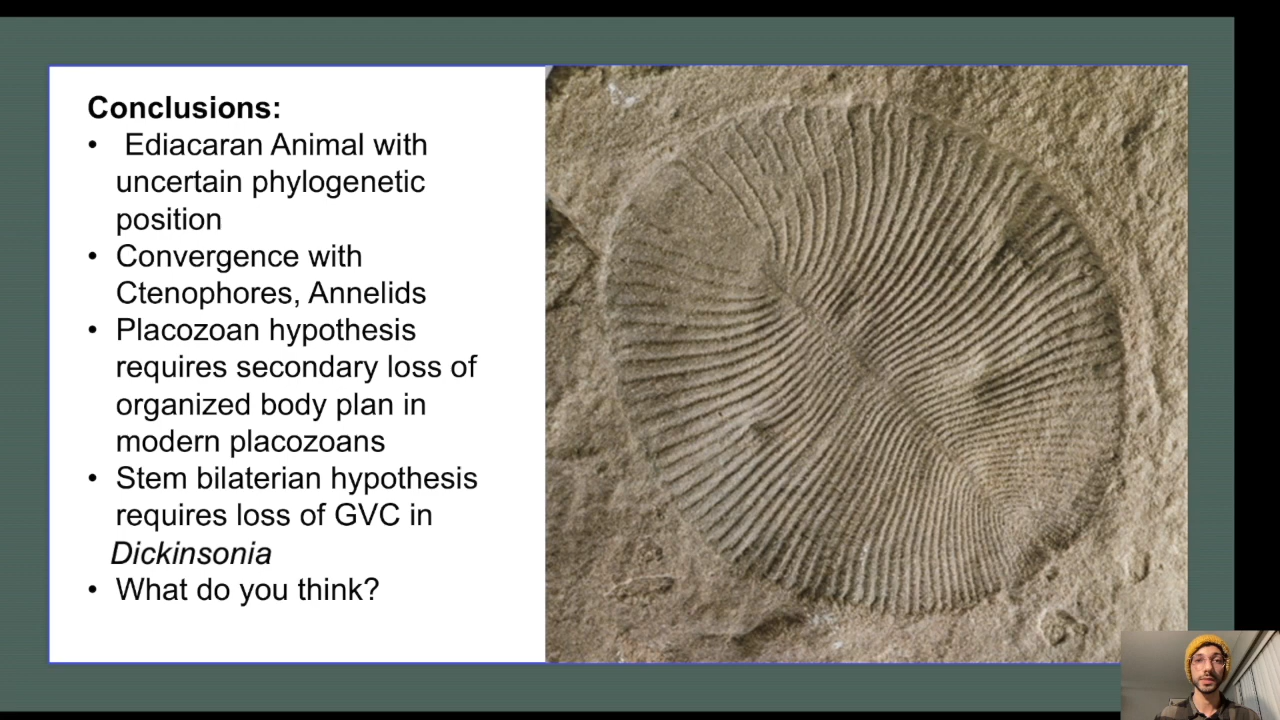 Conclusions:
• Ediacaran Animal with
uncertain phylogenetic
position
• Convergence with
Ctenophores, Annelids
• Placozoan hypothesis
requires secondary loss of
organized body plan in
modern placozoans
• Stem bilaterian hypothesis
requires loss of GVC in
Dickinsonia
• What do you think?